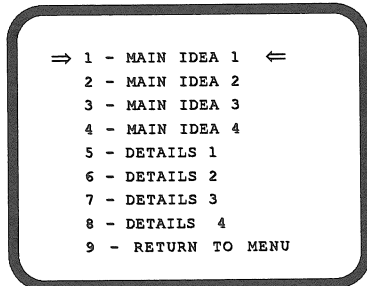 ⇒ 1 - MAIN IDEA 1 ⇐
2 - MAIN IDEA 2
3 - MAIN IDEA 3
4 - MAIN IDEA 4
5 - DETAILS 1
6 - DETAILS 2
7 - DETAILS 3
8 - DETAILS 4
9 - RETURN TO MENU